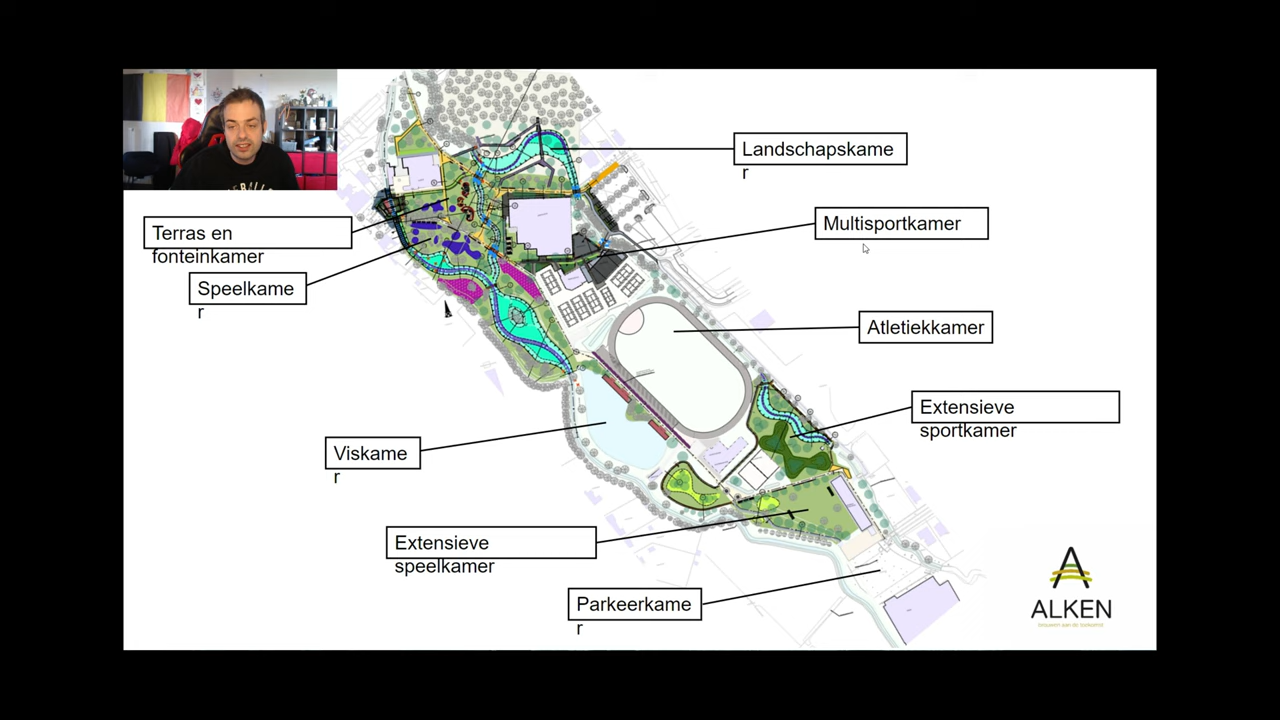 Landschapskame
r
Multisportkamer
Terras en
fonteinkamer
Speelkame
r
Atletiekkamer
Extensieve
sportkamer
Viskame
r
Extensieve
speelkamer
Parkeerkame
r
ALKEN